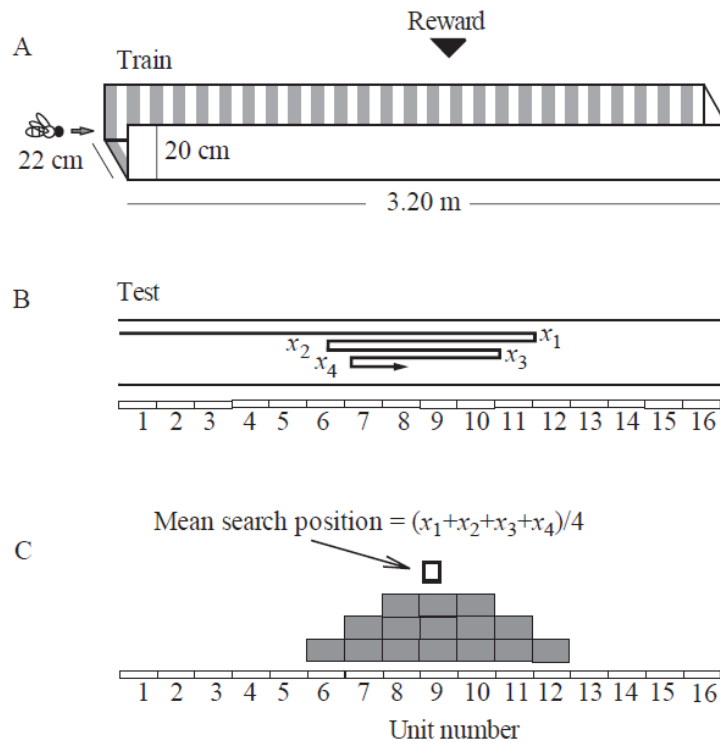 Reward
A
Train
20 cm
22 cm
3.20 m
B
Test
x1
x2
x3
x4
1 2 3 4 5 6 7 8 9 10 11 12 13 14 15 16
Mean search position = (x1+x2+x3+x4)/4
C
1 2 3 4 5 6 7 8 9 10 11 12 13 14 15 16
Unit number